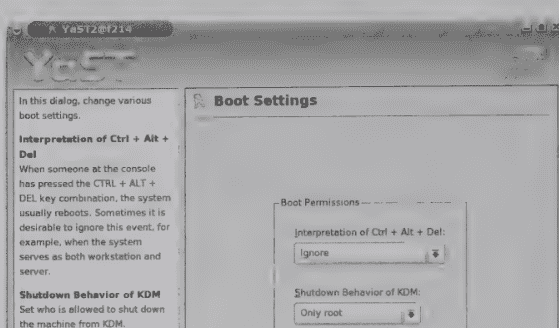 YaST2@f214
YaST
In this dialog, change various
boot settings.
Interpretation of Ctrl + Alt +
Del
When someone at the console
has pressed the CTRL + ALT +
DEL key combination, the system
usually reboots. Sometimes it is
desirable to ignore this event, for
example, when the system
serves as both workstation and
server.
Shutdown Behavior of KDM
Set who is allowed to shut down
the machine from KDM.
Boot Settings
Boot Permissions
Interpretation of Ctrl + Alt + Del:
Ignore
Shutdown Behavior of KDM:
Only root